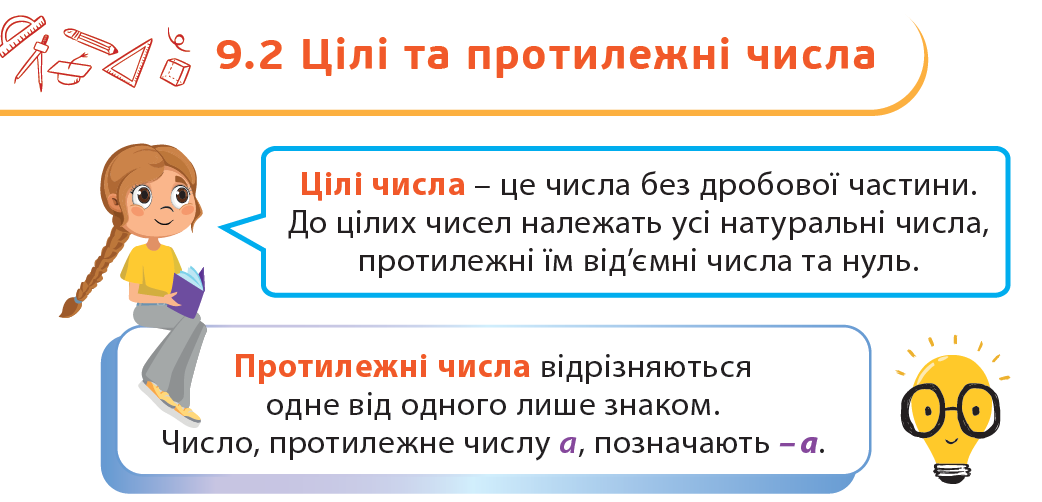 9.2 Цілі та протилежні числа
Цілі числа – це числа без дробової частини.
До цілих чисел належать усі натуральні числа,
протилежні їм від’ємні числа та нуль.
Протилежні числа відрізняються
одне від одного лише знаком.
Число, протилежне числу a, позначають – a.